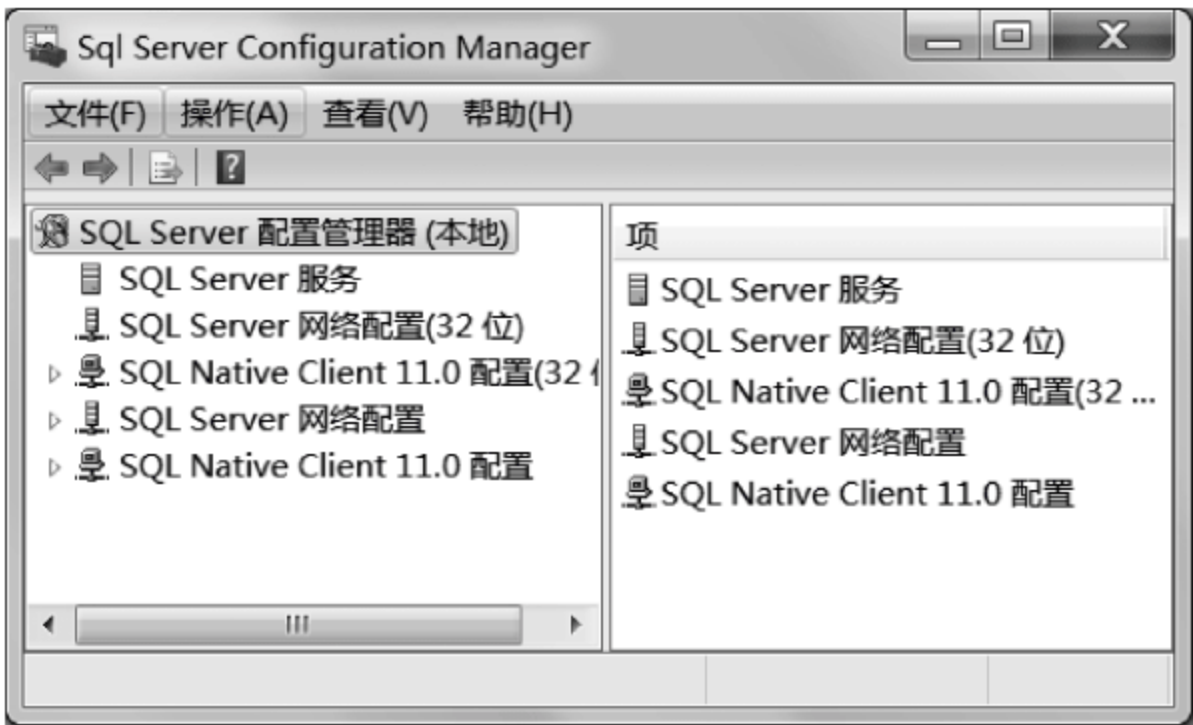 Sql Server Configuration Manager
文件(F) 操作(A) 查看(V) 帮助(H)
SQL Server 配置管理器 (本地)
SQL Server 服务
SQL Server 网络配置(32 位)
SQL Native Client 11.0 配置(32
SQL Server 网络配置
SQL Native Client 11.0 配置
项
SQL Server 服务
SQL Server 网络配置(32 位)
SQL Native Client 11.0 配置(32 ...
SQL Server 网络配置
SQL Native Client 11.0 配置